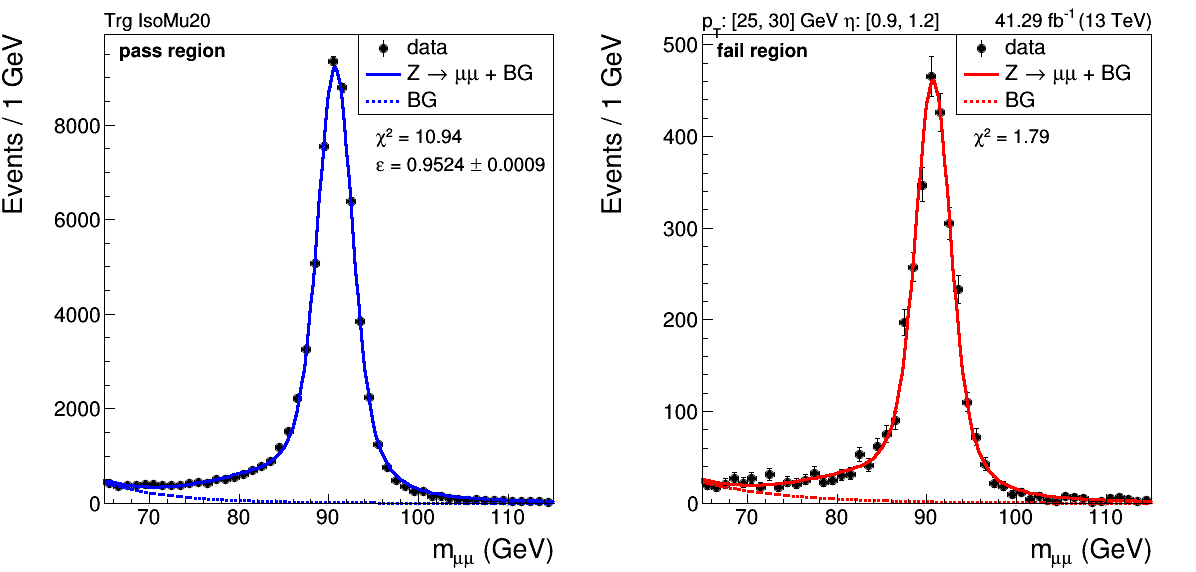 Trg IsoMu20
pass region
data
Z → μμ + BG
BG
χ² = 10.94
ε = 0.9524 ± 0.0009
Events / 1 GeV
8000
6000
4000
2000
0
70 80 90 100 110
m_μμ (GeV)
p_T: [25, 30] GeV η: [0.9, 1.2] 41.29 fb⁻¹ (13 TeV)
fail region
data
Z → μμ + BG
BG
χ² = 1.79
Events / 1 GeV
500
400
300
200
100
0
70 80 90 100 110
m_μμ (GeV)